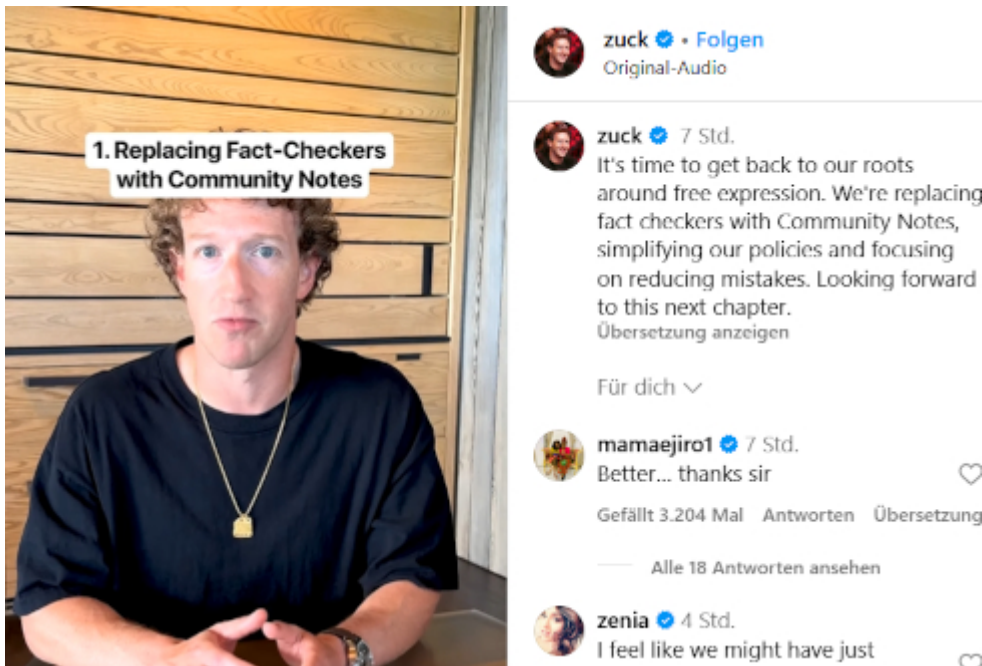 1. Replacing Fact-Checkers
with Community Notes
zuck • Folgen
Original-Audio
zuck 7 Std.
It's time to get back to our roots
around free expression. We're replacing
fact checkers with Community Notes,
simplifying our policies and focusing
on reducing mistakes. Looking forward
to this next chapter.
Übersetzung anzeigen
Für dich
mamaejiro1 7 Std.
Better... thanks sir
Gefällt 3.204 Mal Antworten Übersetzung
Alle 18 Antworten ansehen
zenia 4 Std.
I feel like we might have just